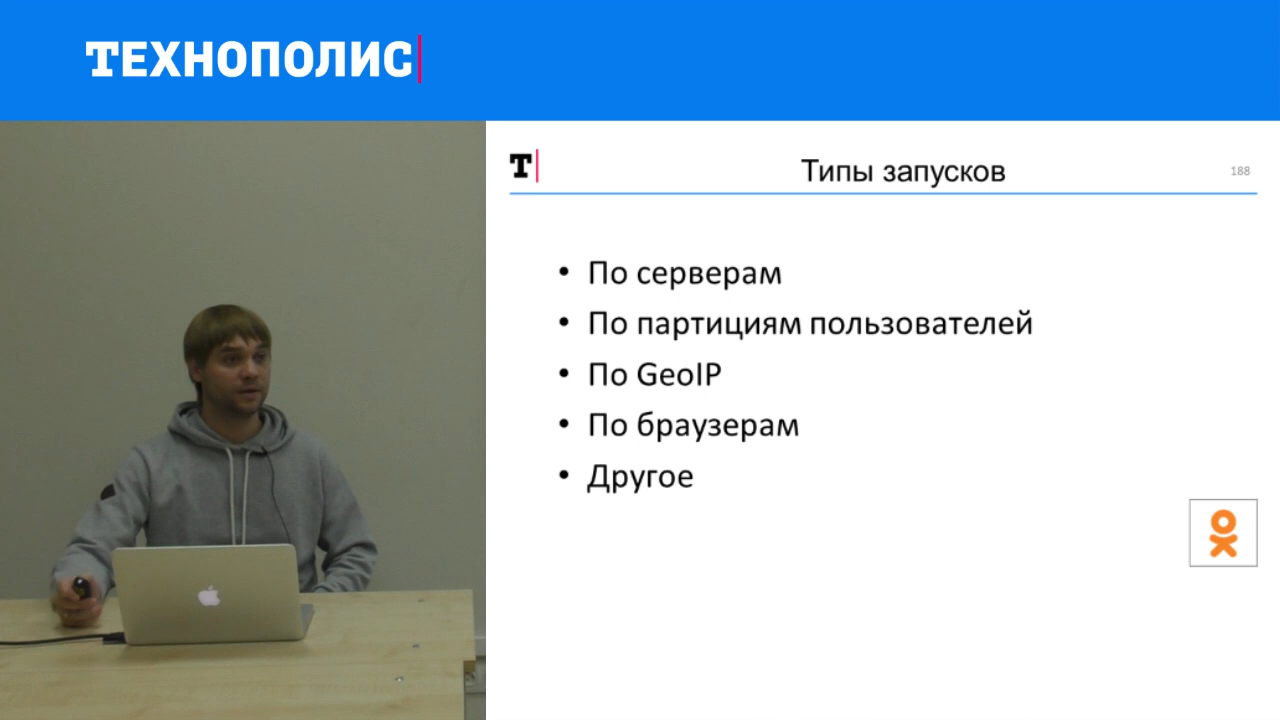 ТЕХНОПОЛИС
Т
Типы запусков
188
• По серверам
• По партициям пользователей
• По GeoIP
• По браузерам
• Другое